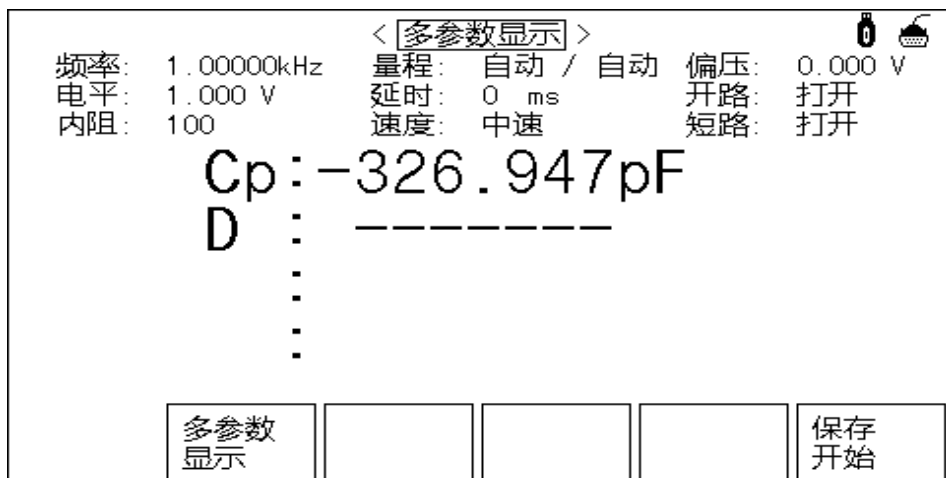 < 多参数显示 >
频率: 1.00000kHz 量程: 自动 / 自动 偏压: 0.000 V
电平: 1.000 V 延时: 0 ms 开路: 打开
内阻: 100 速度: 中速 短路: 打开
Cp:-326.947pF
D : -------
:
:
多参数 保存
显示 开始